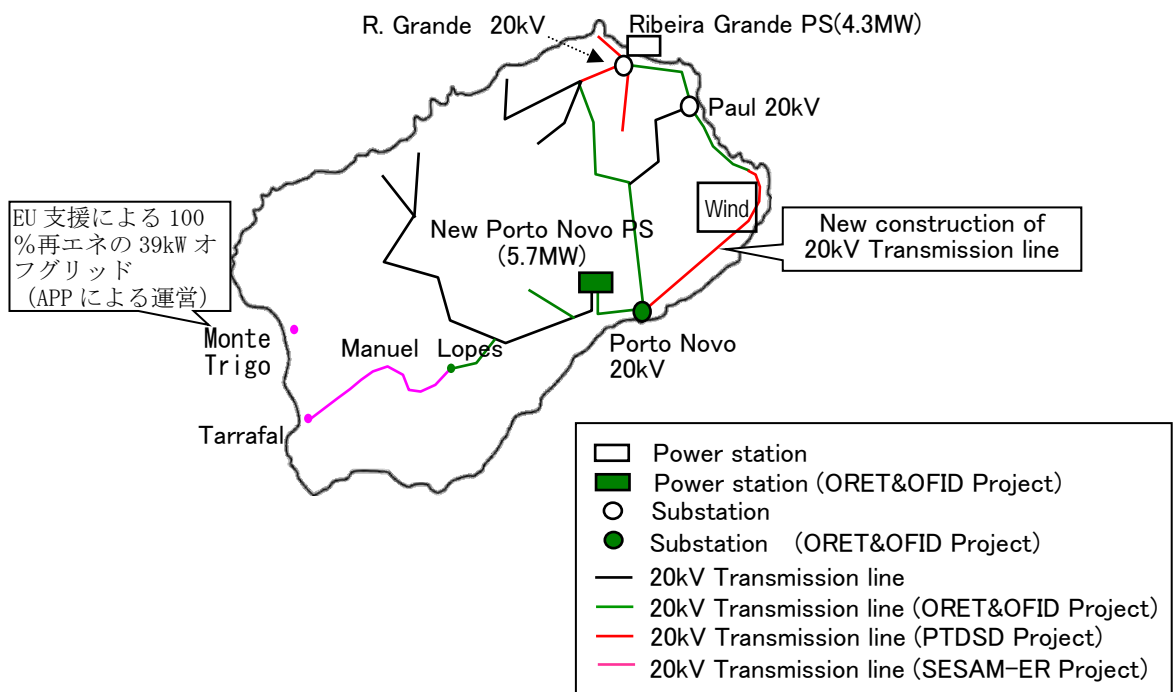 R. Grande 20kV
Ribeira Grande PS(4.3MW)
Paul 20kV
Wind
New construction of
20kV Transmission line
New Porto Novo PS
(5.7MW)
EU 支援による 100
%再エネの 39kW オ
フグリッド
(APP による運営)
Monte
Trigo
Manuel Lopes
Porto Novo
20kV
Tarrafal
Power station
Power station (ORET&OFID Project)
Substation
Substation (ORET&OFID Project)
20kV Transmission line
20kV Transmission line (ORET&OFID Project)
20kV Transmission line (PTDSD Project)
20kV Transmission line (SESAM-ER Project)